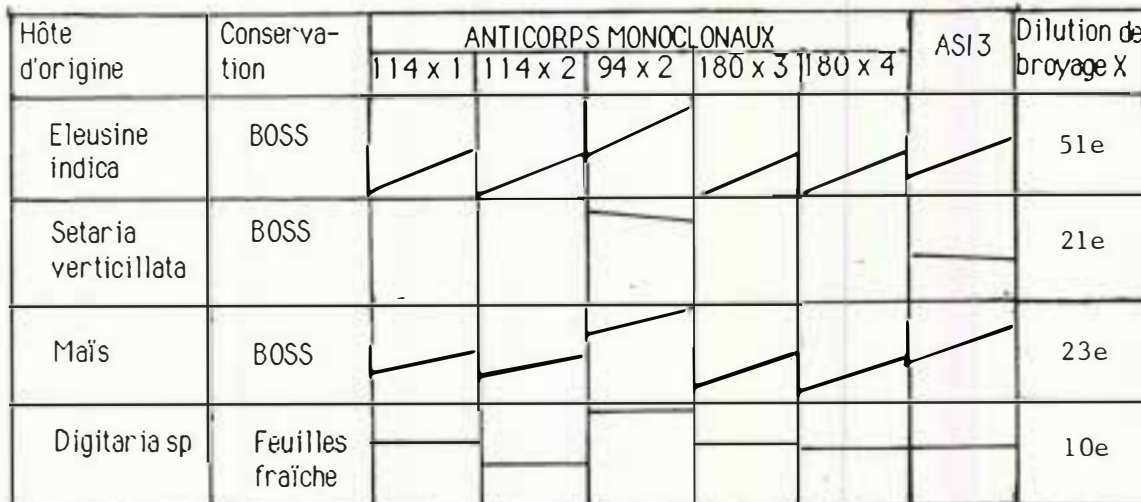 Hôte
d'origine
Conserva-
tion
ANTICORPS MONOCLONAUX
114 x 1
114 x 2
94 x 2
180 x 3
180 x 4
ASI3
Dilution de
broyage X
Eleusine
indica
BOSS
51e
Setaria
verticillata
BOSS
21e
Maïs
BOSS
23e
Digitaria sp
Feuilles
fraîche
10e